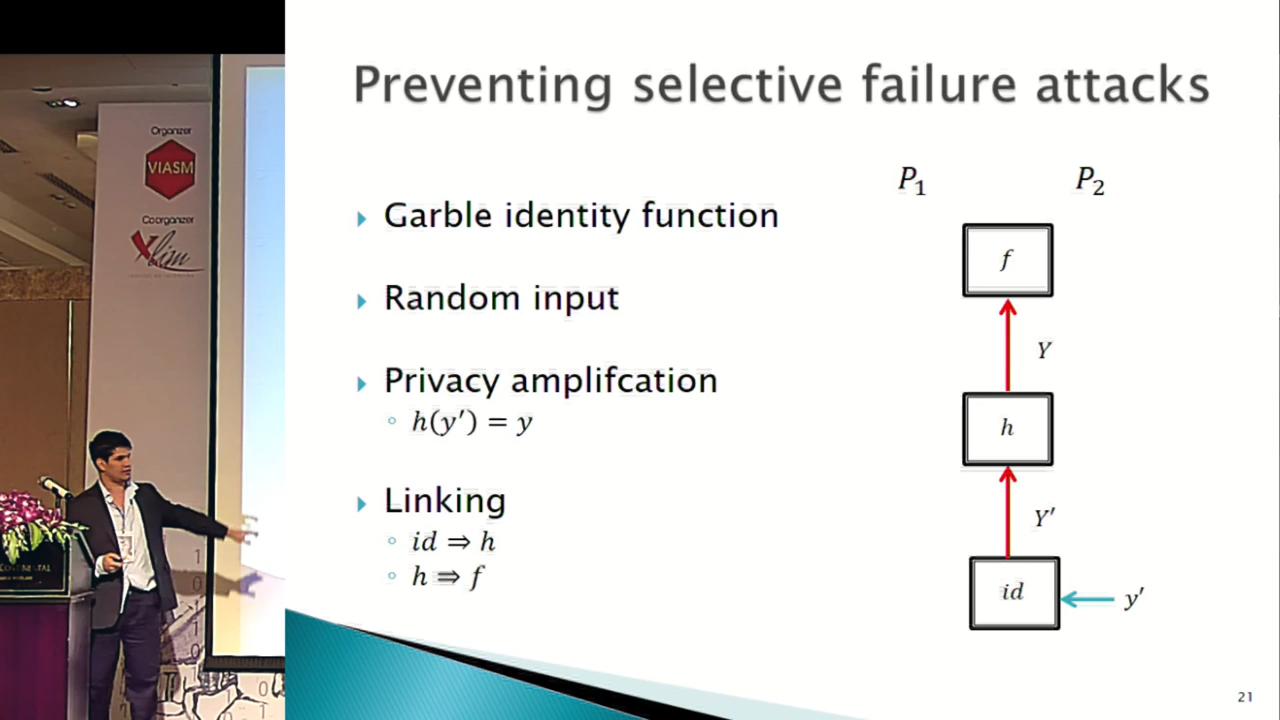 Preventing selective failure attacks
Organizer
VIASM
Coorganizer
Xlim
Garble identity function
Random input
Privacy amplifcation
h(y′) = y
Linking
id ⇒ h
h ⇒ f
P₁
P₂
f
Y
h
Y′
id
y′
21